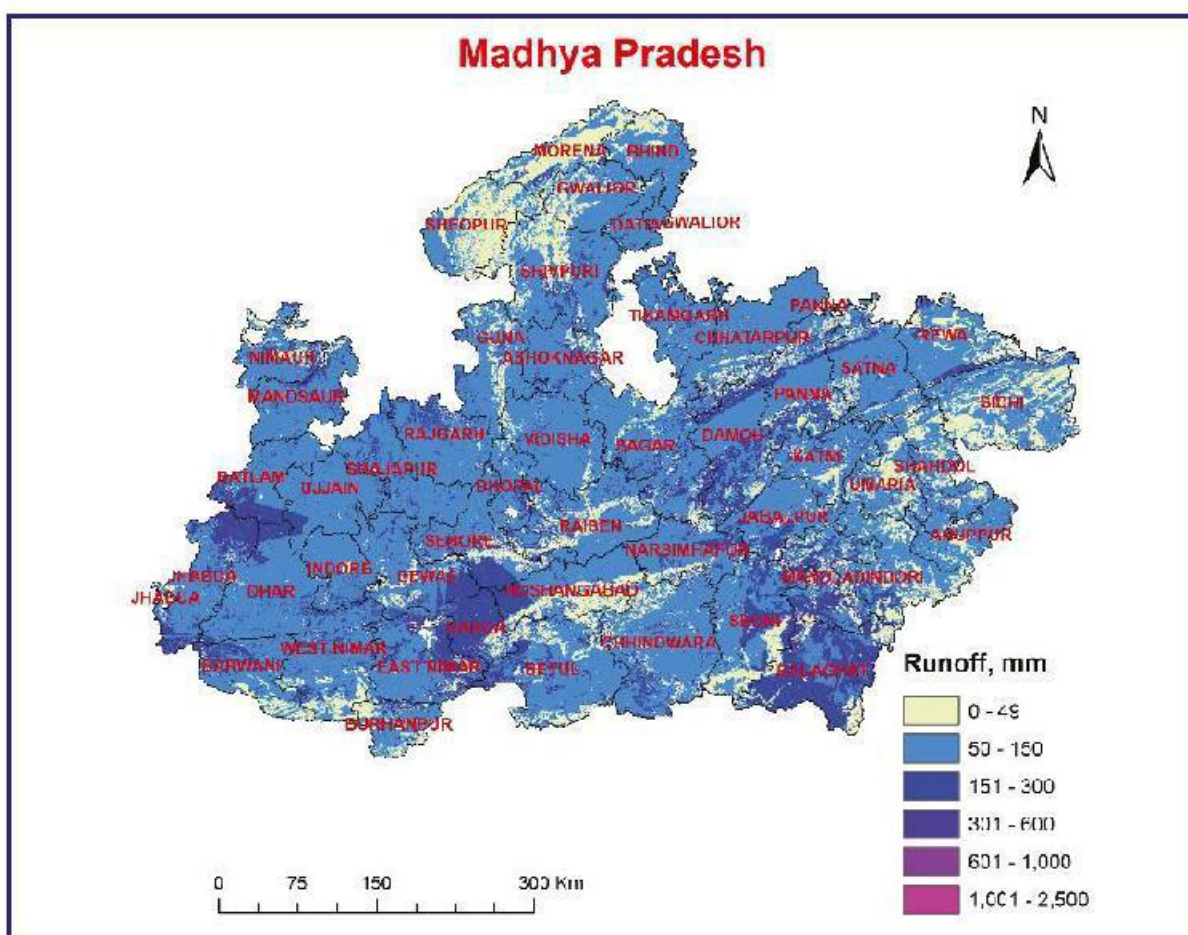 Madhya Pradesh
N
MORENA
BHIND
GWALIOR
SHEOPUR
DATIA
GWALIOR
SHIVPURI
TIKAMGARH
PANNA
CHHATARPUR
REWA
GUNA
ASHOKNAGAR
NIMAUR
SATNA
MANDSAUR
PANNA
SIDHI
RAJGARH
VIDISHA
SAGAR
DAMOH
KATNI
SHAJAPUR
SHAHDOL
RATLAM
UJJAIN
BHOPAL
UMARIA
JABALPUR
RAISEN
ANUPPUR
SEHORE
NARSIMHAPUR
INDORE
DEWAS
JHABUA
DINDORI
DHAR
HOSHANGABAD
JHABUA
SEONI
HARDA
CHHINDWARA
WEST NIMAR
BARWANI
EAST NIMAR
BETUL
BALAGHAT
BURHANPUR
Runoff, mm
0 - 49
50 - 150
151 - 300
301 - 600
601 - 1,000
1,001 - 2,500
0 75 150 300 Km